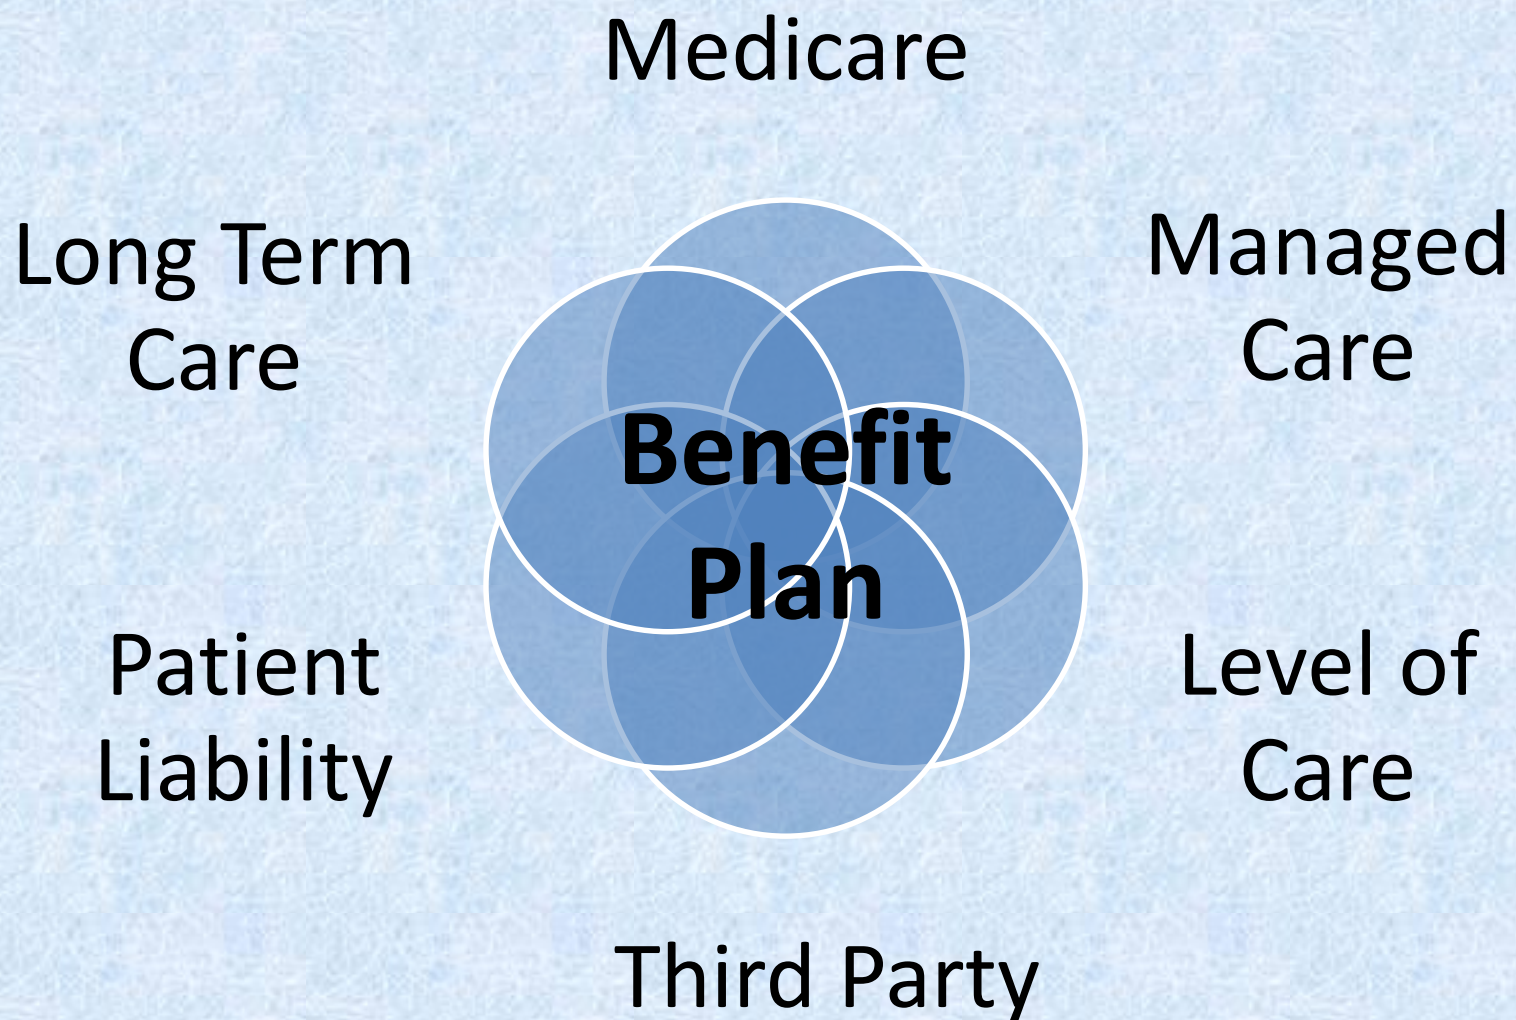 Medicare
Long Term
Care
Managed
Care
Benefit
Plan
Patient
Liability
Level of
Care
Third Party